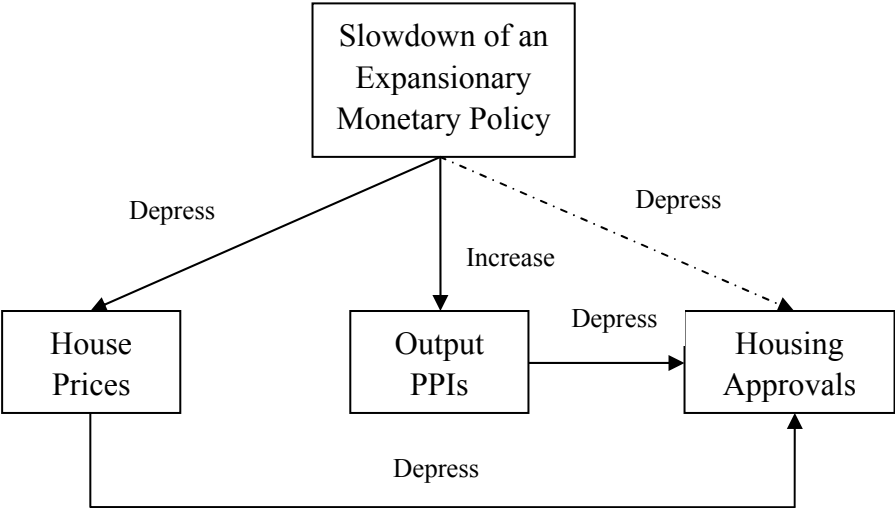 Slowdown of an
Expansionary
Monetary Policy
Depress
Depress
Increase
Depress
House
Prices
Output
PPIs
Housing
Approvals
Depress